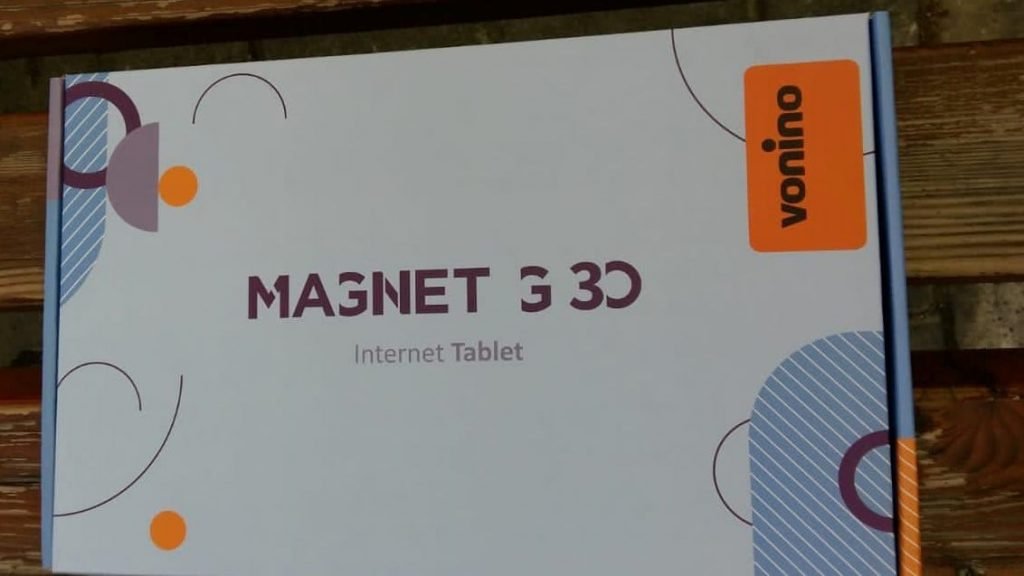 vonino
MAGNET G 30
Internet Tablet